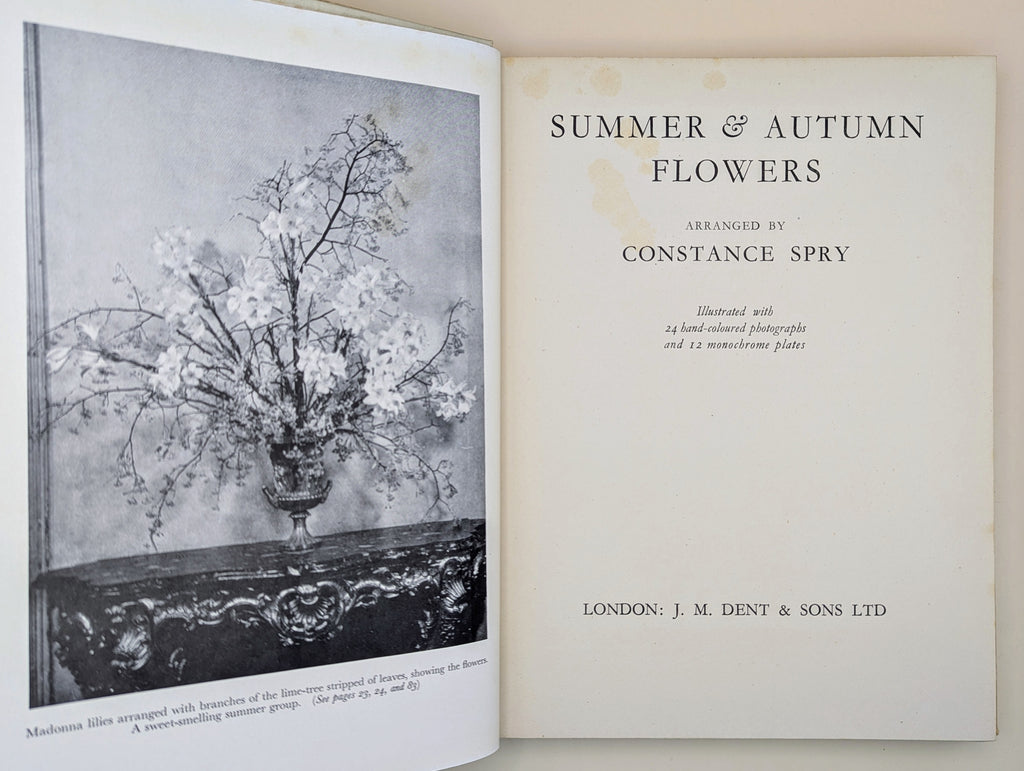 Madonna lilies arranged with branches of the lime-tree stripped of leaves, showing the flowers.
A sweet-smelling summer group. (See pages 23, 24, and 83)
SUMMER & AUTUMN
FLOWERS
ARRANGED BY
CONSTANCE SPRY
Illustrated with
24 hand-coloured photographs
and 12 monochrome plates
LONDON: J. M. DENT & SONS LTD